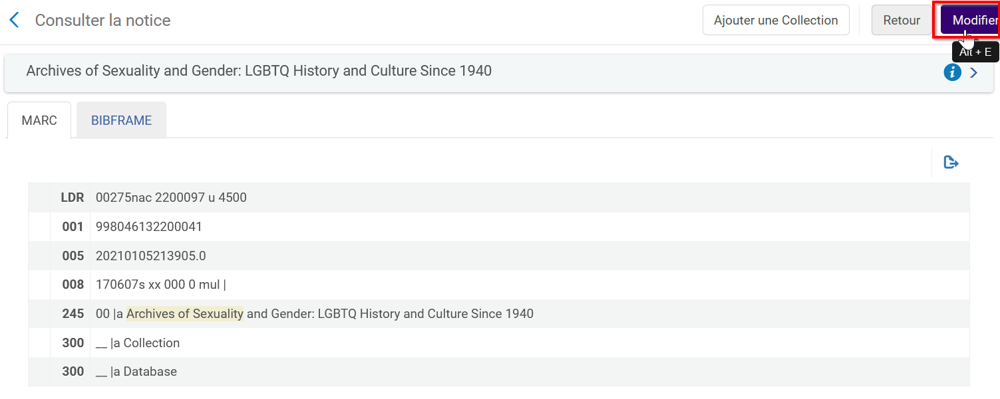 Consulter la notice
Ajouter une Collection
Retour
Modifier
Alt + E
Archives of Sexuality and Gender: LGBTQ History and Culture Since 1940
MARC
BIBFRAME
LDR 00275nac 2200097 u 4500
001 998046132200041
005 20210105213905.0
008 170607s xx 000 0 mul |
245 00 |a Archives of Sexuality and Gender: LGBTQ History and Culture Since 1940
300 __ |a Collection
300 __ |a Database